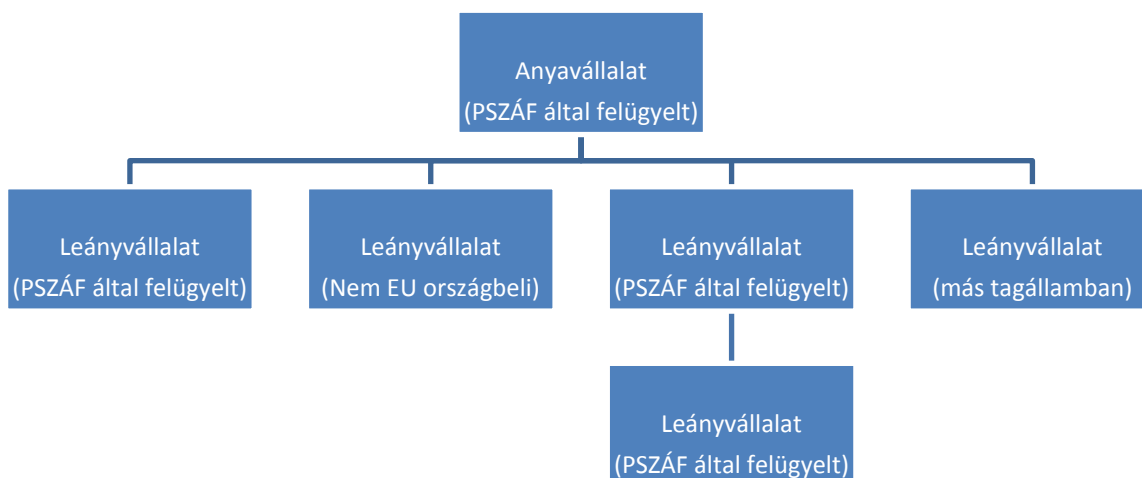 Anyavállalat
(PSZÁF által felügyelt)
Leányvállalat
(PSZÁF által felügyelt)
Leányvállalat
(Nem EU országbeli)
Leányvállalat
(PSZÁF által felügyelt)
Leányvállalat
(más tagállamban)
Leányvállalat
(PSZÁF által felügyelt)